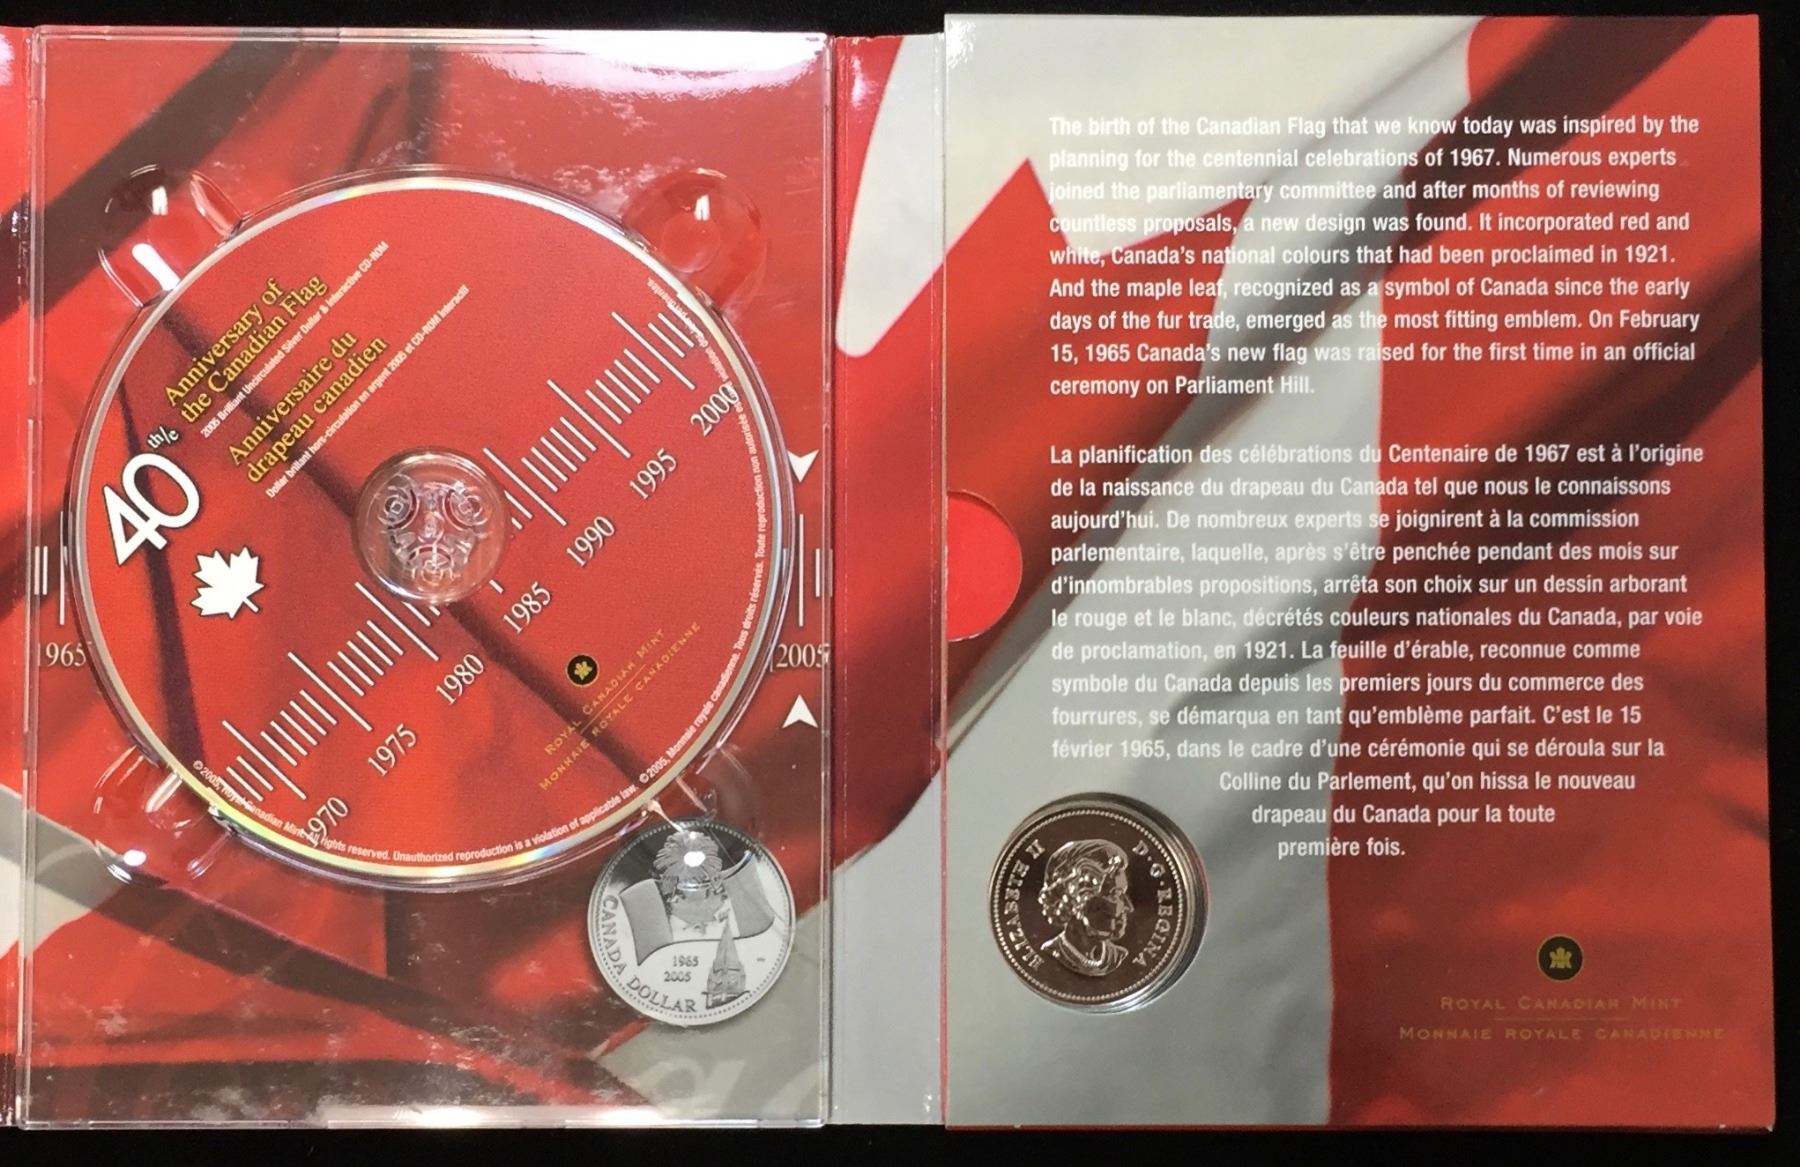 40th/e
Anniversary of
the Canadian Flag
2005 Brilliant Uncirculated Silver Dollar & Interactive CD-ROM
Anniversaire du
drapeau canadien
Dollar brillant hors-circulation en argent 2005 et CD-ROM interactif
1965
1970
1975
1980
1985
1990
1995
2000
2005
ROYAL CANADIAN MINT
MONNAIE ROYALE CANADIENNE
©2005, Royal Canadian Mint. All rights reserved. Unauthorized reproduction is a violation of applicable law.
©2005, Monnaie royale canadienne. Tous droits réservés. Toute reproduction non autorisée
CANADA DOLLAR
1965
2005
The birth of the Canadian Flag that we know today was inspired by the
planning for the centennial celebrations of 1967. Numerous experts
joined the parliamentary committee and after months of reviewing
countless proposals, a new design was found. It incorporated red and
white, Canada's national colours that had been proclaimed in 1921.
And the maple leaf, recognized as a symbol of Canada since the early
days of the fur trade, emerged as the most fitting emblem. On February
15, 1965 Canada's new flag was raised for the first time in an official
ceremony on Parliament Hill.
La planification des célébrations du Centenaire de 1967 est à l'origine
de la naissance du drapeau du Canada tel que nous le connaissons
aujourd'hui. De nombreux experts se joignirent à la commission
parlementaire, laquelle, après s'être penchée pendant des mois sur
d'innombrables propositions, arrêta son choix sur un dessin arborant
le rouge et le blanc, décrétés couleurs nationales du Canada, par voie
de proclamation, en 1921. La feuille d'érable, reconnue comme
symbole du Canada depuis les premiers jours du commerce des
fourrures, se démarqua en tant qu'emblème parfait. C'est le 15
février 1965, dans le cadre d'une cérémonie qui se déroula sur la
Colline du Parlement, qu'on hissa le nouveau
drapeau du Canada pour la toute
première fois.
ELIZABETH II D·G·REGINA
ROYAL CANADIAN MINT
MONNAIE ROYALE CANADIENNE